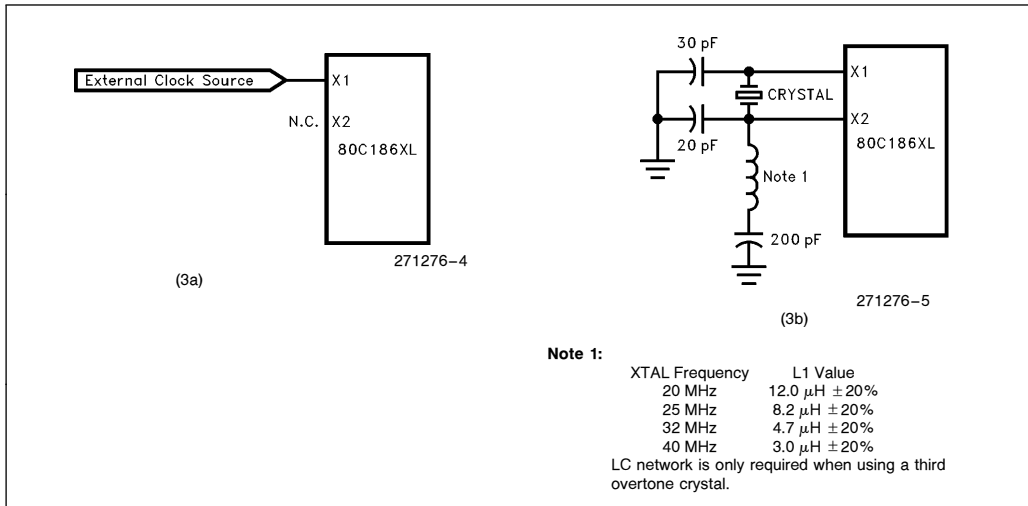 External Clock Source
X1
N.C.
X2
80C186XL
271276-4
(3a)
30 pF
X1
CRYSTAL
X2
20 pF
80C186XL
Note 1
200 pF
271276-5
(3b)
Note 1:
XTAL Frequency L1 Value
20 MHz 12.0 μH ±20%
25 MHz 8.2 μH ±20%
32 MHz 4.7 μH ±20%
40 MHz 3.0 μH ±20%
LC network is only required when using a third
overtone crystal.